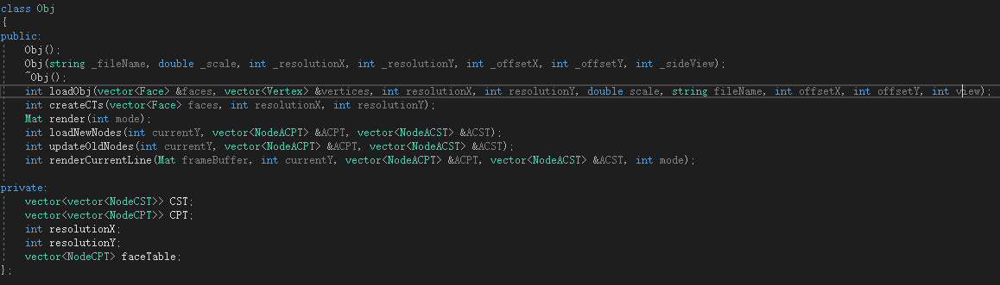 class Obj
{
public:
    Obj();
    Obj(string _fileName, double _scale, int _resolutionX, int _resolutionY, int _offsetX, int _offsetY, int _sideView);
    ~Obj();
    int loadObj(vector<Face> &faces, vector<Vertex> &vertices, int resolutionX, int resolutionY, double scale, string fileName, int offsetX, int offsetY, int view);
    int createCTs(vector<Face> faces, int resolutionX, int resolutionY);
    Mat render(int mode);
    int loadNewNodes(int currentY, vector<NodeACPT> &ACPT, vector<NodeACST> &ACST);
    int updateOldNodes(int currentY, vector<NodeACPT> &ACPT, vector<NodeACST> &ACST);
    int renderCurrentLine(Mat frameBuffer, int currentY, vector<NodeACPT> &ACPT, vector<NodeACST> &ACST, int mode);
private:
    vector<vector<NodeCST>> CST;
    vector<vector<NodeCPT>> CPT;
    int resolutionX;
    int resolutionY;
    vector<NodeCPT> faceTable;
};